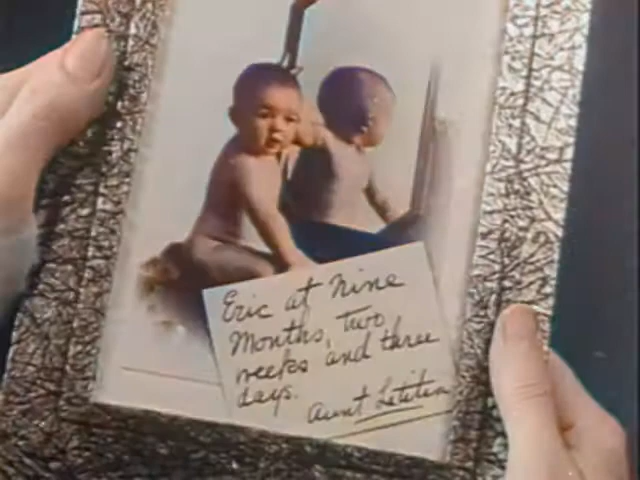 Eric at Nine
Months, Two
weeks and three
days.
Aunt Letitia